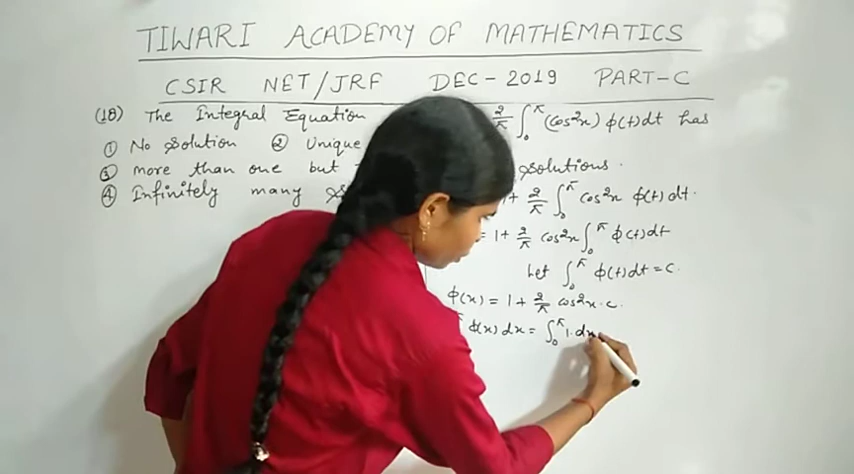 TIWARI ACADEMY OF MATHEMATICS
CSIR NET/JRF DEC-2019 PART-C
(18) The Integral Equation 2/π ∫₀^π (cos²x) ϕ(t)dt has
① No Solution ② Unique
③ more than one but solutions.
④ Infinitely many
1+ 2/π ∫₀^π cos²x ϕ(t)dt.
= 1+ 2/π cos²x ∫₀^π ϕ(t)dt
Let ∫₀^π ϕ(t)dt = c.
ϕ(x) = 1+ 2/π cos²x·c.
ϕ(x)dx = ∫₀^π 1·dx